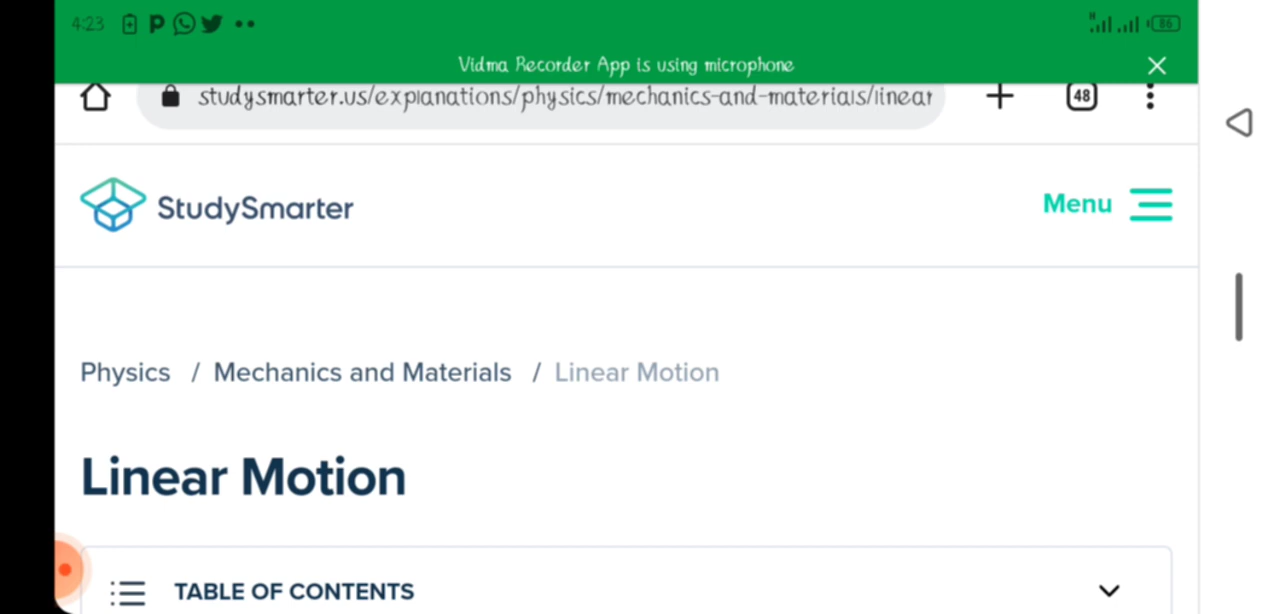 4:23
86
Vidma Recorder App is using microphone
studysmarter.us/explanations/physics/mechanics-and-materials/linear
48
StudySmarter
Menu
Physics / Mechanics and Materials / Linear Motion
Linear Motion
TABLE OF CONTENTS